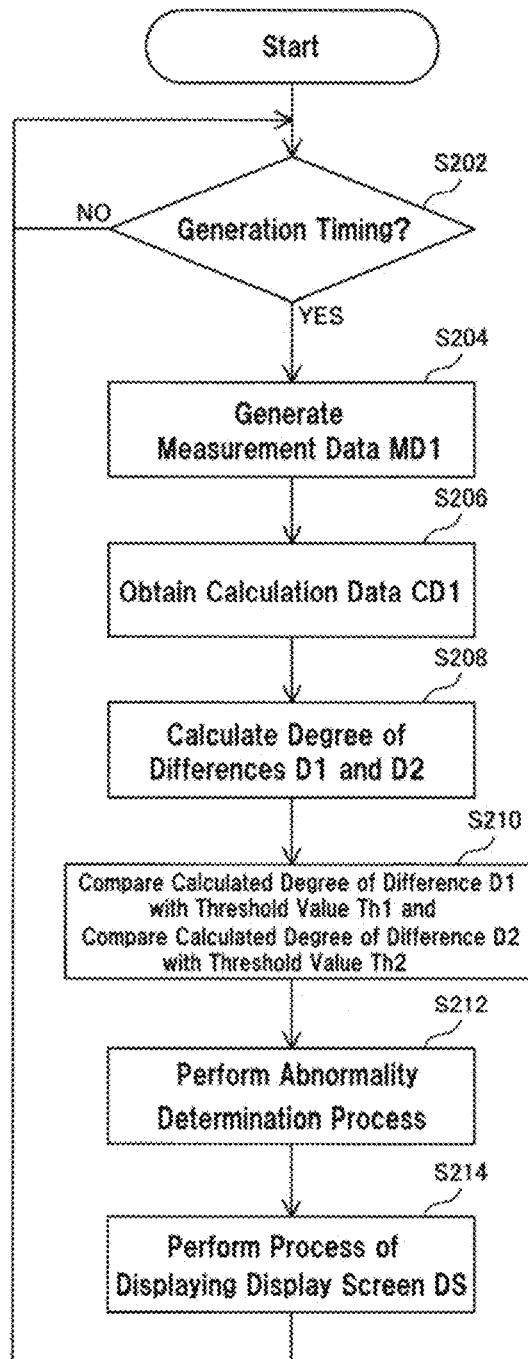 Start
S202
NO
Generation Timing?
YES
S204
Generate
Measurement Data MD1
S206
Obtain Calculation Data CD1
S208
Calculate Degree of
Differences D1 and D2
S210
Compare Calculated Degree of Difference D1
with Threshold Value Th1 and
Compare Calculated Degree of Difference D2
with Threshold Value Th2
S212
Perform Abnormality
Determination Process
S214
Perform Process of
Displaying Display Screen DS